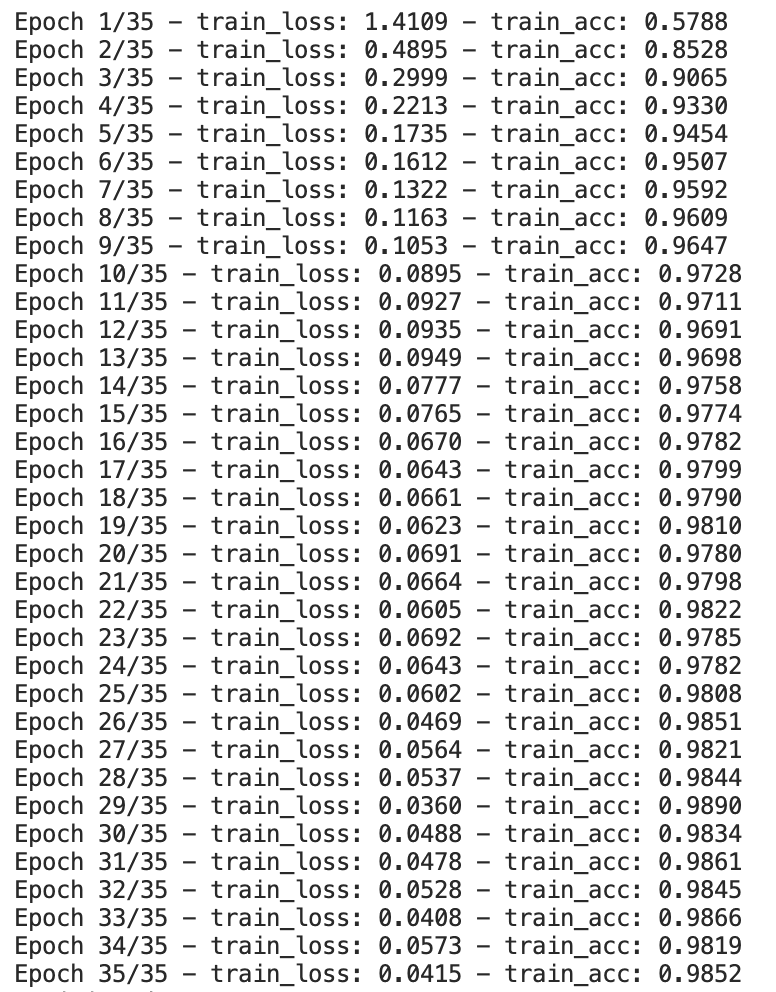 Epoch 1/35 – train_loss: 1.4109 – train_acc: 0.5788
Epoch 2/35 – train_loss: 0.4895 – train_acc: 0.8528
Epoch 3/35 – train_loss: 0.2999 – train_acc: 0.9065
Epoch 4/35 – train_loss: 0.2213 – train_acc: 0.9330
Epoch 5/35 – train_loss: 0.1735 – train_acc: 0.9454
Epoch 6/35 – train_loss: 0.1612 – train_acc: 0.9507
Epoch 7/35 – train_loss: 0.1322 – train_acc: 0.9592
Epoch 8/35 – train_loss: 0.1163 – train_acc: 0.9609
Epoch 9/35 – train_loss: 0.1053 – train_acc: 0.9647
Epoch 10/35 – train_loss: 0.0895 – train_acc: 0.9728
Epoch 11/35 – train_loss: 0.0927 – train_acc: 0.9711
Epoch 12/35 – train_loss: 0.0935 – train_acc: 0.9691
Epoch 13/35 – train_loss: 0.0949 – train_acc: 0.9698
Epoch 14/35 – train_loss: 0.0777 – train_acc: 0.9758
Epoch 15/35 – train_loss: 0.0765 – train_acc: 0.9774
Epoch 16/35 – train_loss: 0.0670 – train_acc: 0.9782
Epoch 17/35 – train_loss: 0.0643 – train_acc: 0.9799
Epoch 18/35 – train_loss: 0.0661 – train_acc: 0.9790
Epoch 19/35 – train_loss: 0.0623 – train_acc: 0.9810
Epoch 20/35 – train_loss: 0.0691 – train_acc: 0.9780
Epoch 21/35 – train_loss: 0.0664 – train_acc: 0.9798
Epoch 22/35 – train_loss: 0.0605 – train_acc: 0.9822
Epoch 23/35 – train_loss: 0.0692 – train_acc: 0.9785
Epoch 24/35 – train_loss: 0.0643 – train_acc: 0.9782
Epoch 25/35 – train_loss: 0.0602 – train_acc: 0.9808
Epoch 26/35 – train_loss: 0.0469 – train_acc: 0.9851
Epoch 27/35 – train_loss: 0.0564 – train_acc: 0.9821
Epoch 28/35 – train_loss: 0.0537 – train_acc: 0.9844
Epoch 29/35 – train_loss: 0.0360 – train_acc: 0.9890
Epoch 30/35 – train_loss: 0.0488 – train_acc: 0.9834
Epoch 31/35 – train_loss: 0.0478 – train_acc: 0.9861
Epoch 32/35 – train_loss: 0.0528 – train_acc: 0.9845
Epoch 33/35 – train_loss: 0.0408 – train_acc: 0.9866
Epoch 34/35 – train_loss: 0.0573 – train_acc: 0.9819
Epoch 35/35 – train_loss: 0.0415 – train_acc: 0.9852